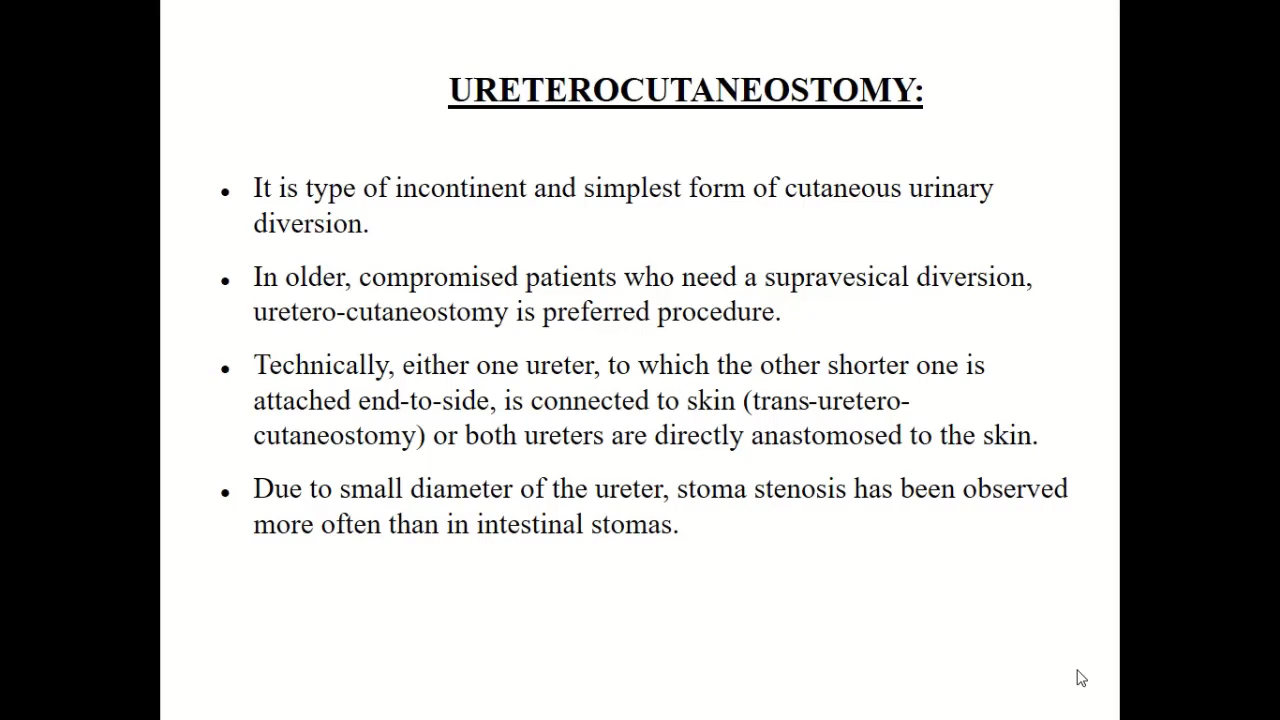 URETEROCUTANEOSTOMY:
• It is type of incontinent and simplest form of cutaneous urinary
diversion.
• In older, compromised patients who need a supravesical diversion,
uretero-cutaneostomy is preferred procedure.
• Technically, either one ureter, to which the other shorter one is
attached end-to-side, is connected to skin (trans-uretero-
cutaneostomy) or both ureters are directly anastomosed to the skin.
• Due to small diameter of the ureter, stoma stenosis has been observed
more often than in intestinal stomas.